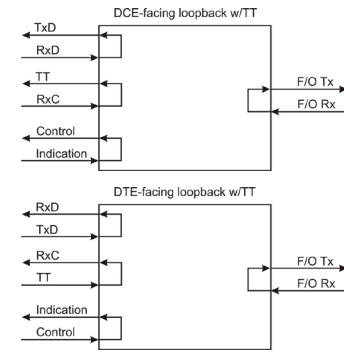 DCE-facing loopback w/TT
TxD
RxD
TT
RxC
Control
Indication
F/O Tx
F/O Rx
DTE-facing loopback w/TT
RxD
TxD
RxC
TT
Indication
Control
F/O Tx
F/O Rx